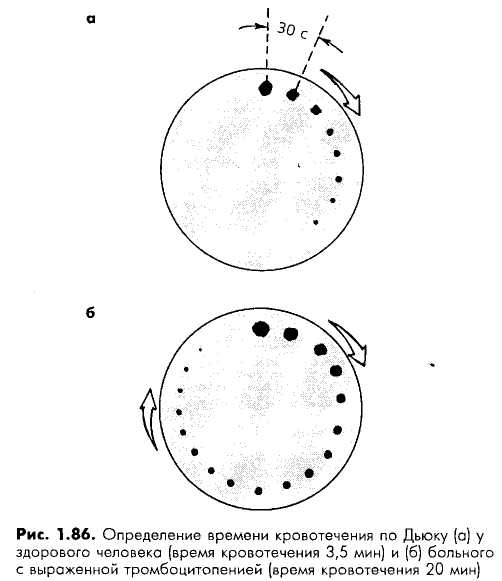 а
30 с
б
Рис. 1.86. Определение времени кровотечения по Дьюку (а) у
здорового человека (время кровотечения 3,5 мин) и (б) больного
с выраженной тромбоцитопенией (время кровотечения 20 мин)